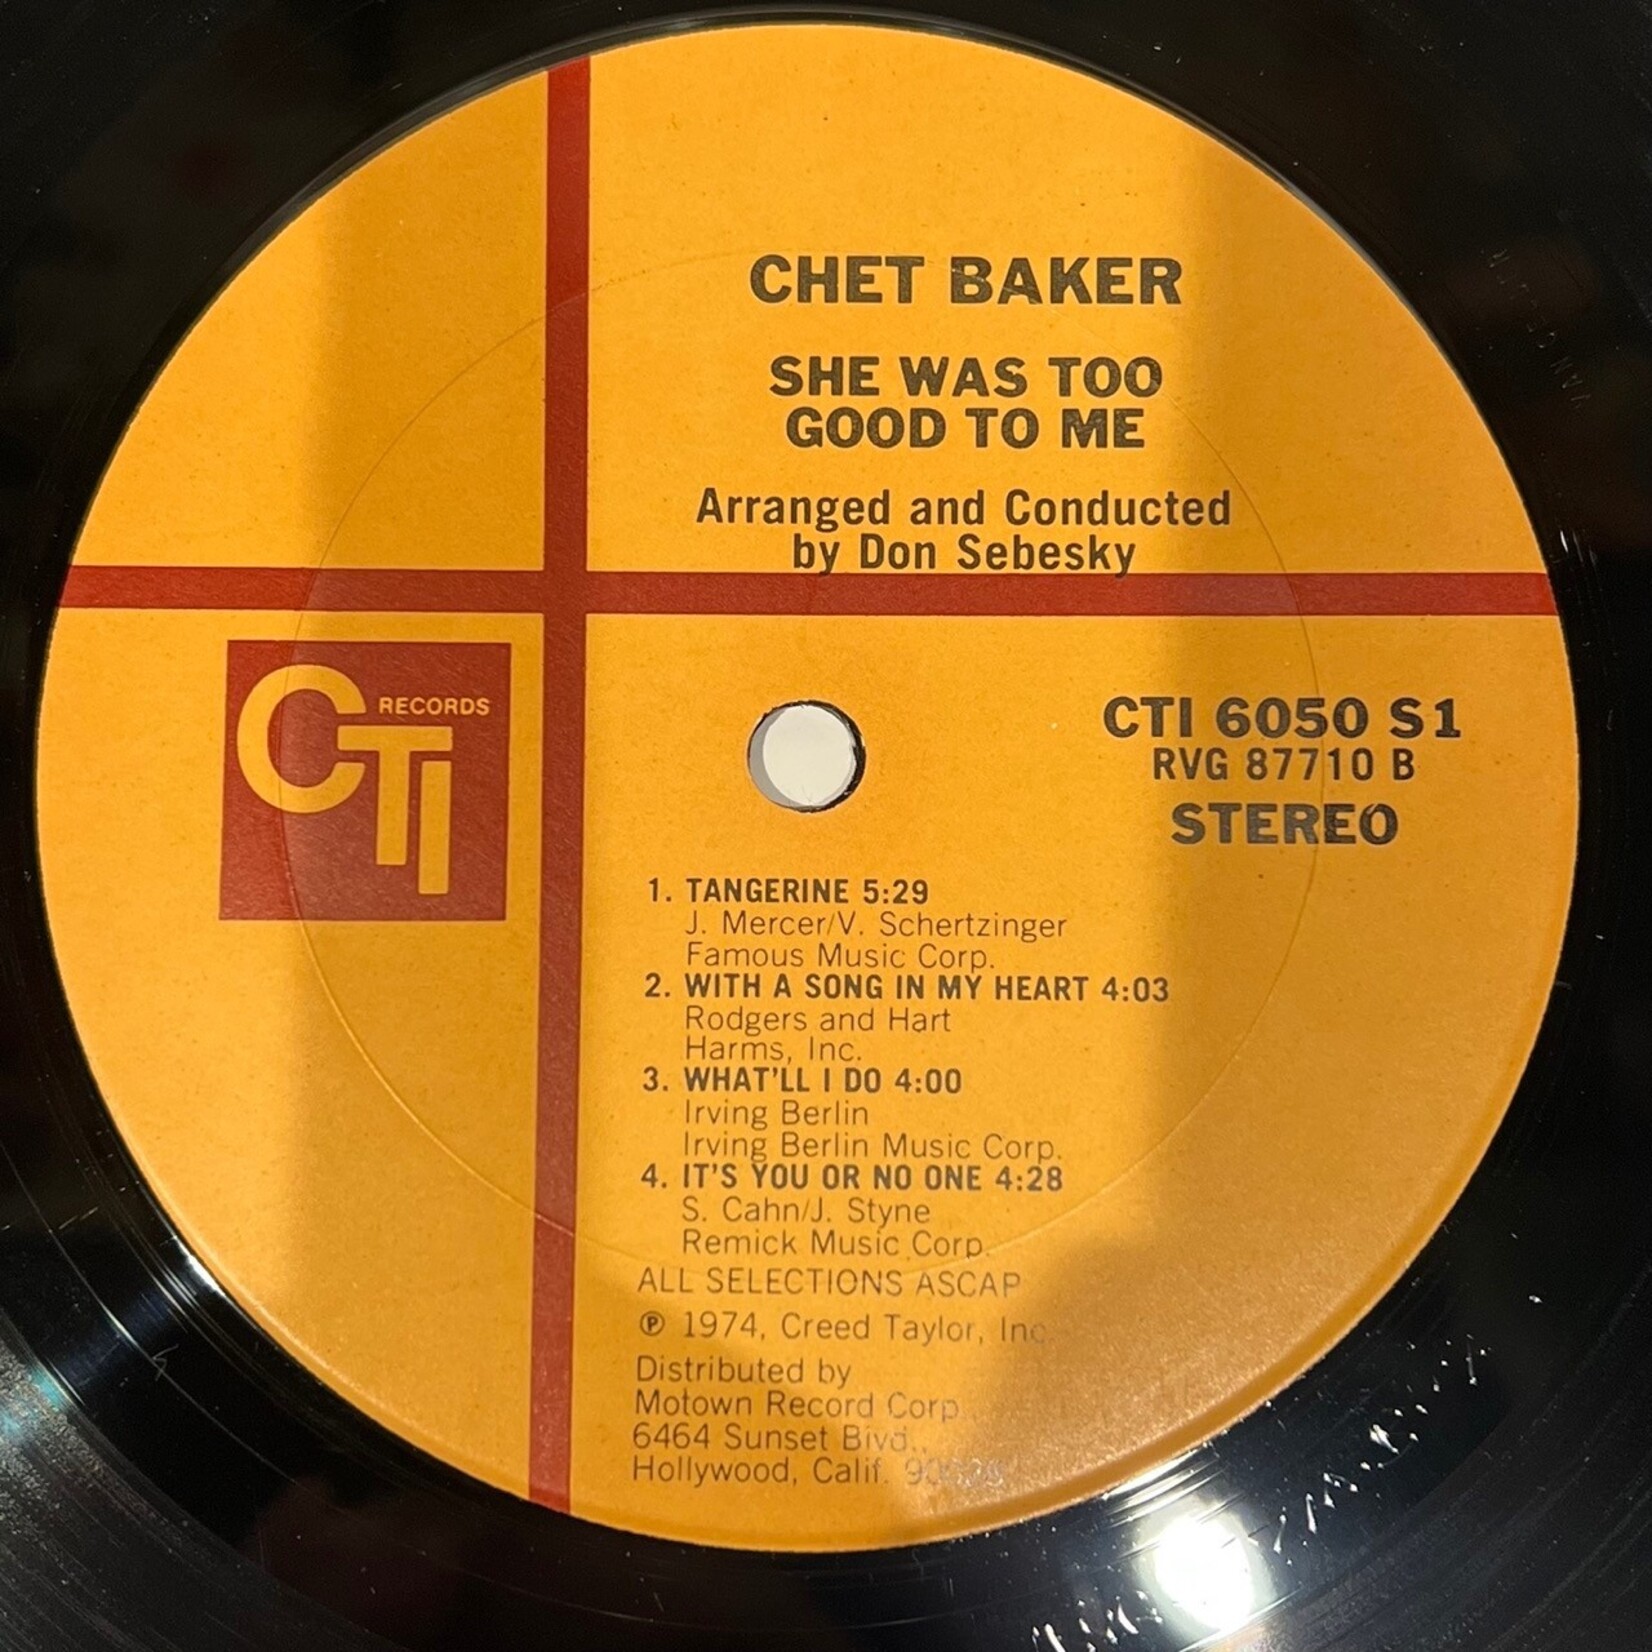 CHET BAKER
SHE WAS TOO
GOOD TO ME
Arranged and Conducted
by Don Sebesky
CTI RECORDS
CTI 6050 S1
RVG 87710 B
STEREO
1. TANGERINE 5:29
J. Mercer/V. Schertzinger
Famous Music Corp.
2. WITH A SONG IN MY HEART 4:03
Rodgers and Hart
Harms, Inc.
3. WHAT'LL I DO 4:00
Irving Berlin
Irving Berlin Music Corp.
4. IT'S YOU OR NO ONE 4:28
S. Cahn/J. Styne
Remick Music Corp.
ALL SELECTIONS ASCAP
℗ 1974, Creed Taylor, Inc.
Distributed by
Motown Record Corp.
6464 Sunset Blvd.,
Hollywood, Calif.